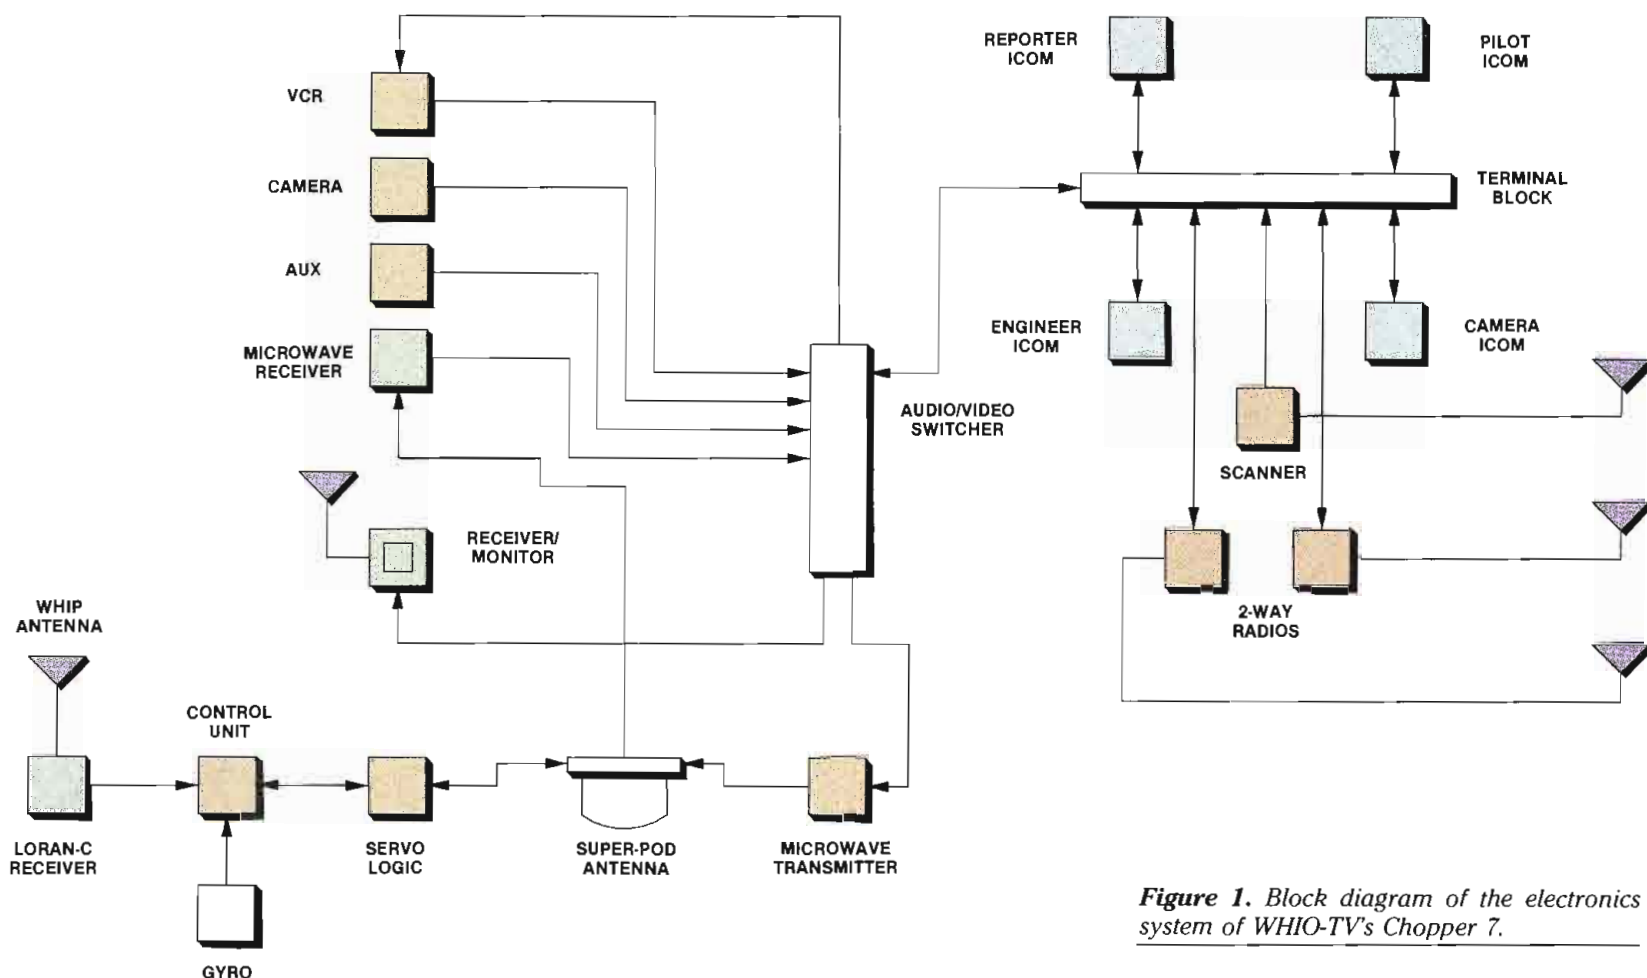 REPORTER
ICOM
PILOT
ICOM
VCR
CAMERA
AUX
MICROWAVE
RECEIVER
TERMINAL
BLOCK
ENGINEER
ICOM
CAMERA
ICOM
AUDIO/VIDEO
SWITCHER
SCANNER
RECEIVER/
MONITOR
2-WAY
RADIOS
WHIP
ANTENNA
CONTROL
UNIT
LORAN-C
RECEIVER
SERVO
LOGIC
SUPER-POD
ANTENNA
MICROWAVE
TRANSMITTER
GYRO
Figure 1. Block diagram of the electronics
system of WHIO-TV's Chopper 7.